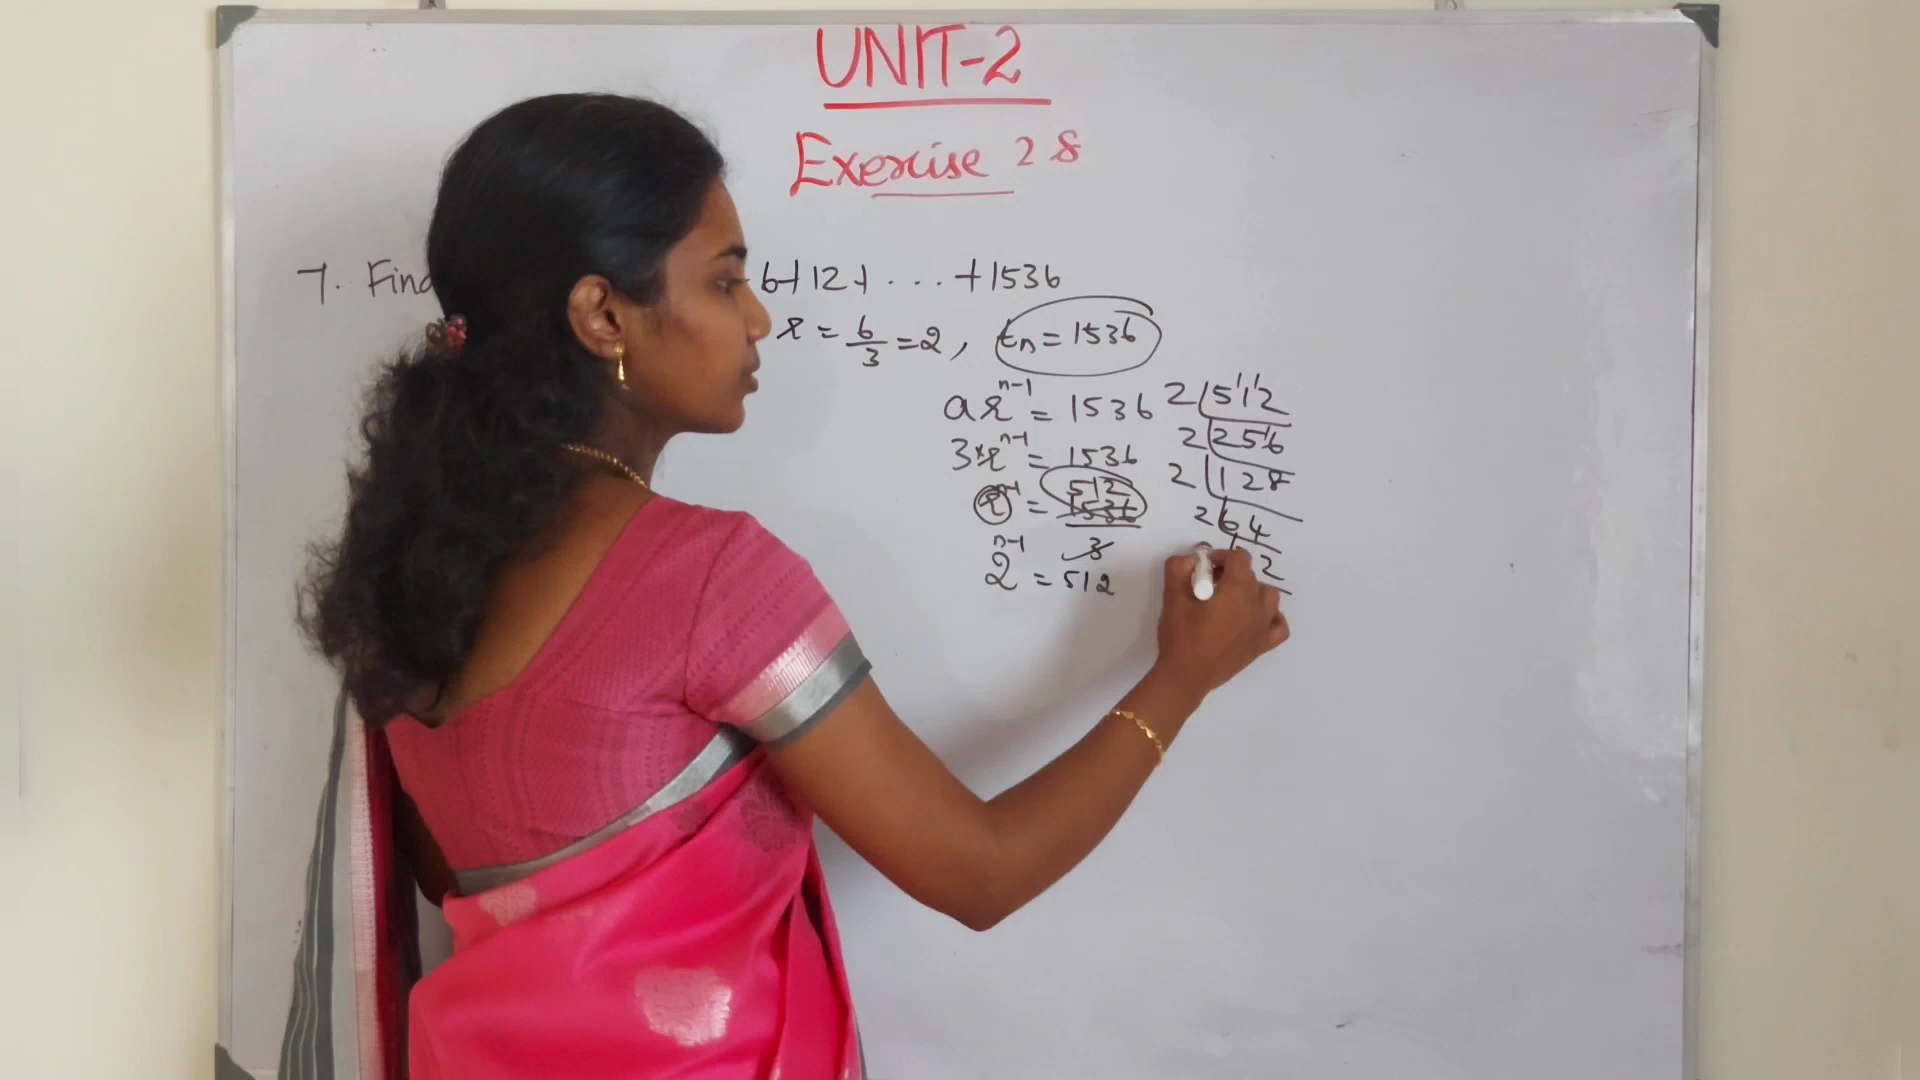 UNIT-2
Exercise 2 8
7. Find 6+12+ ... +1536
r = 6/3 = 2, tn = 1536
ar^n-1 = 1536
3*r^n-1 = 1536
r^n-1 = 512 1536/3
2^n-1 = 512
2 512
2 256
2 128
2 64
2